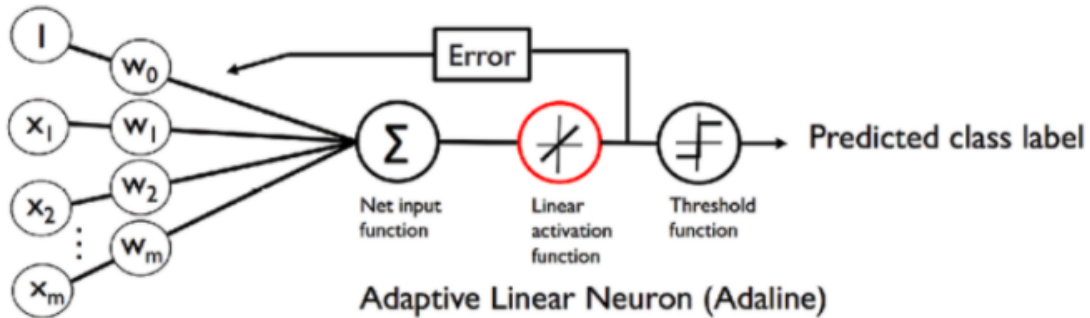 1
w₀
Error
x₁
w₁
Σ
Predicted class label
x₂
w₂
Net input
function
Linear
activation
function
Threshold
function
⋮
wₘ
xₘ
Adaptive Linear Neuron (Adaline)